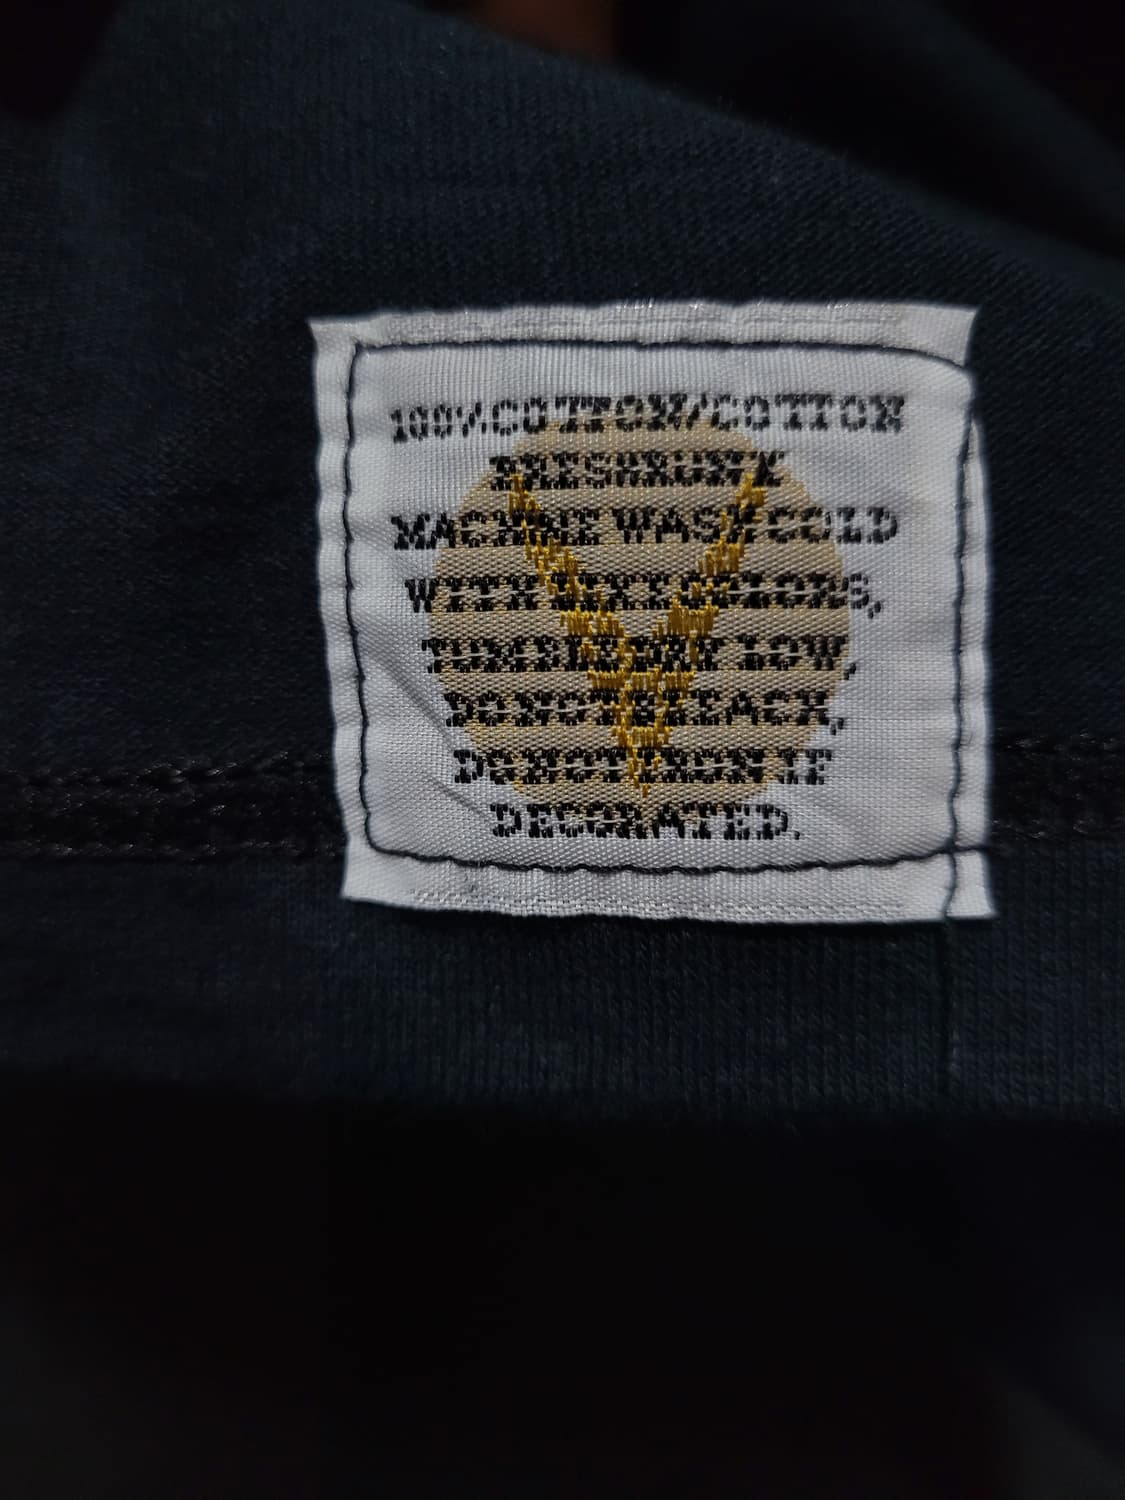 100% COTTON/COTTON
PRESHRUNK
MACHINE WASH COLD
WITH LIKE COLORS,
TUMBLE DRY LOW,
DO NOT BLEACH,
DO NOT IRON IF
DECORATED.